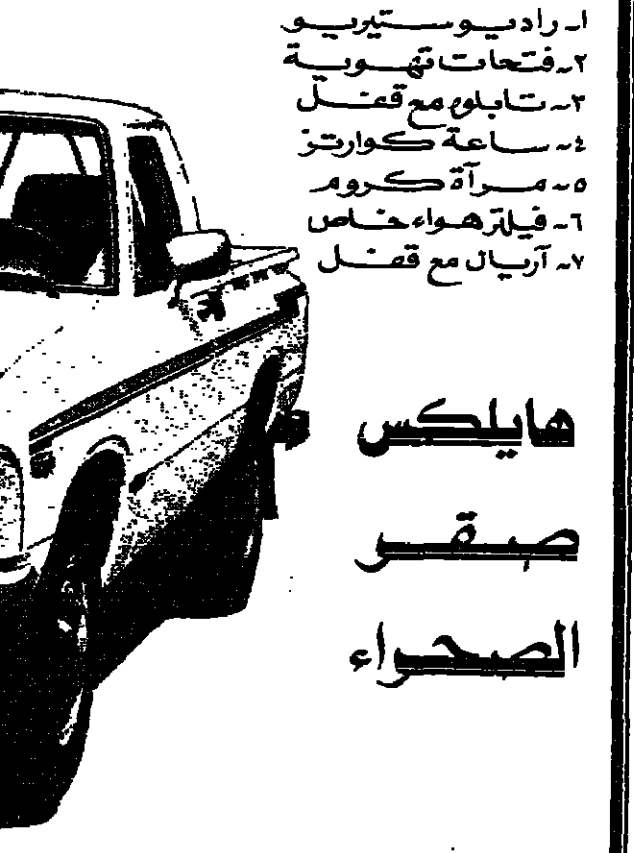 ١- راديو ستيريو
٢- فتحات تهوية
٣- تابلوه مع قفل
٤- ساعة كوارتز
٥- مرآة كروم
٦- فيلتر هواء خاص
٧- آريال مع قفل
هايلكس
صقر
الصحراء